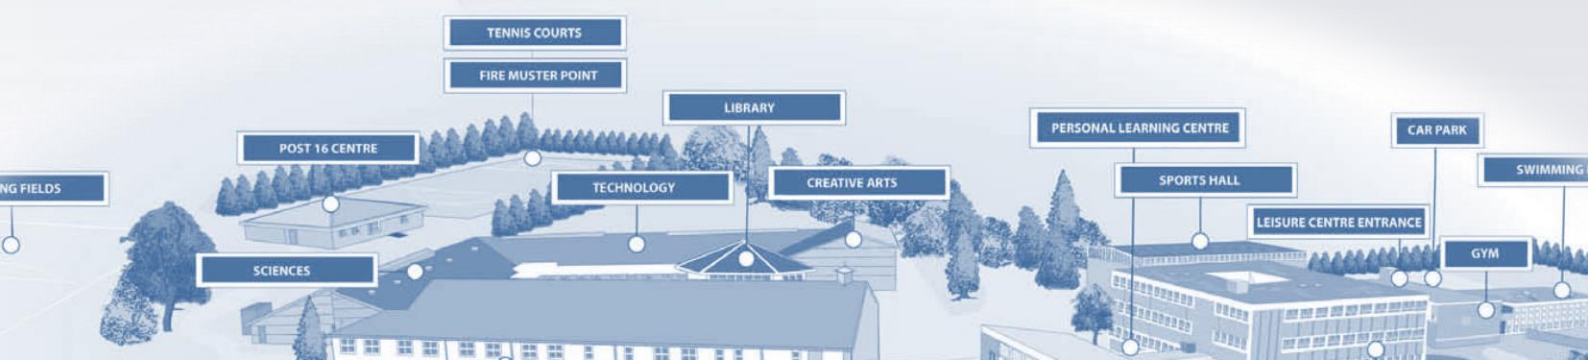 TENNIS COURTS
FIRE MUSTER POINT
LIBRARY
PERSONAL LEARNING CENTRE
CAR PARK
POST 16 CENTRE
SWIMMING
NG FIELDS
TECHNOLOGY
CREATIVE ARTS
SPORTS HALL
LEISURE CENTRE ENTRANCE
GYM
SCIENCES